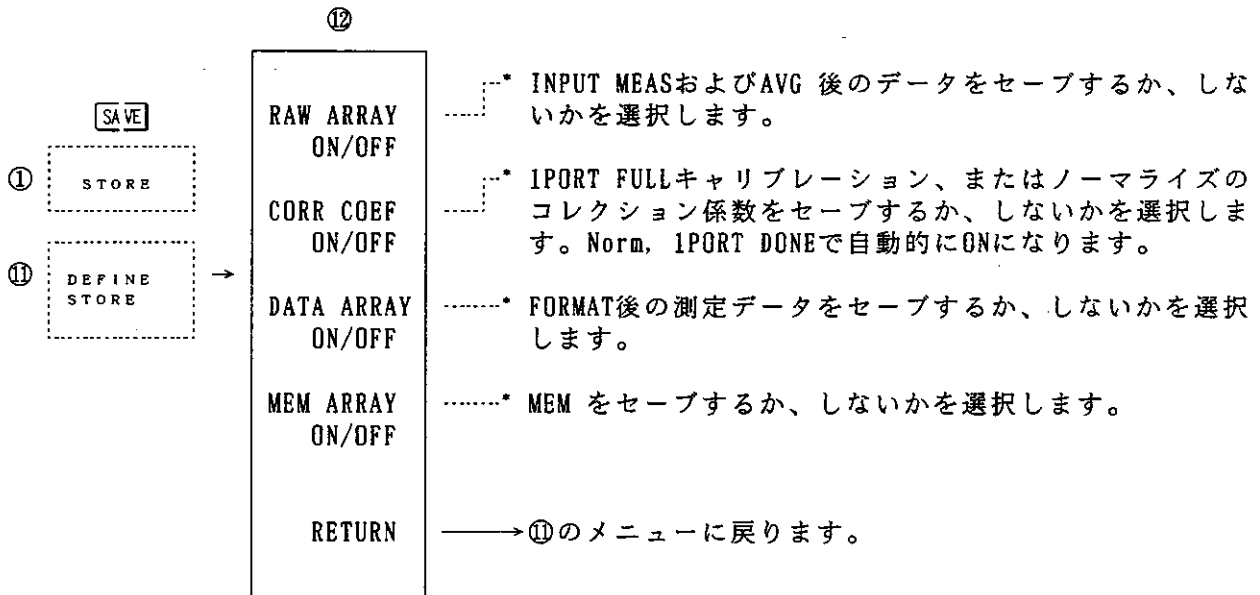 ⑫
SAVE
① STORE
⑪ DEFINE
STORE
→
RAW ARRAY
ON/OFF
* INPUT MEASおよびAVG 後のデータをセーブするか、しな
いかを選択します。
CORR COEF
ON/OFF
* 1PORT FULLキャリブレーション、またはノーマライズの
コレクション係数をセーブするか、しないかを選択しま
す。Norm, 1PORT DONEで自動的にONになります。
DATA ARRAY
ON/OFF
* FORMAT後の測定データをセーブするか、しないかを選択
します。
MEM ARRAY
ON/OFF
* MEM をセーブするか、しないかを選択します。
RETURN
→⑪のメニューに戻ります。